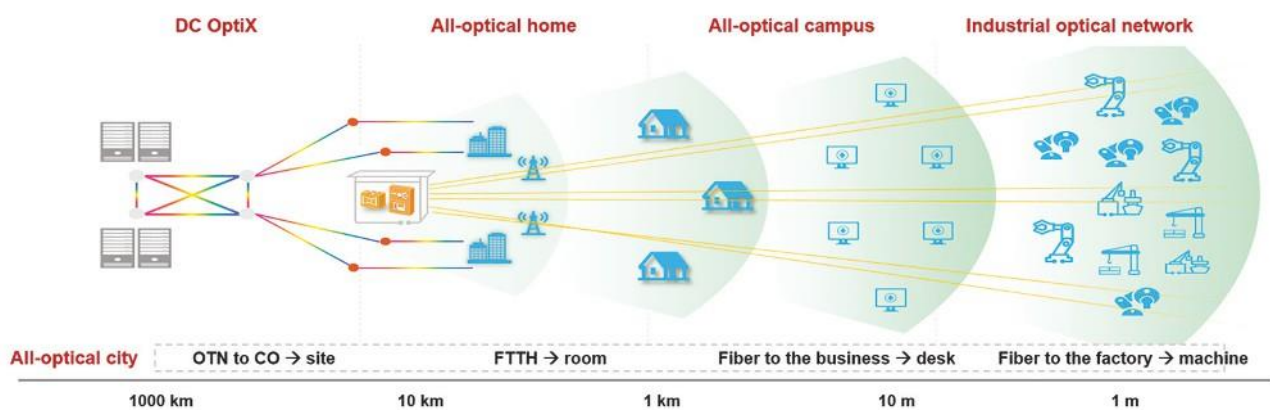 DC OptiX
All-optical home
All-optical campus
Industrial optical network
All-optical city
OTN to CO → site
FTTH → room
Fiber to the business → desk
Fiber to the factory → machine
1000 km
10 km
1 km
10 m
1 m